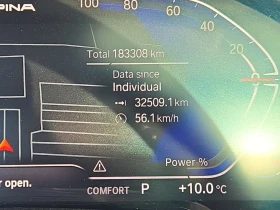 PINA
100 80 60
Total 183308 km
Data since
Individual
32509.1 km
56.1 km/h
20
Power %
r open.
COMFORT P +10.0 °C